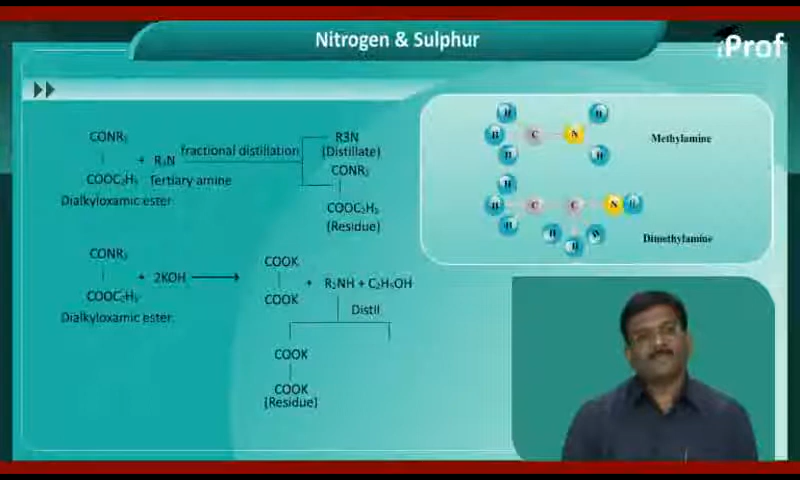 Nitrogen & Sulphur
iProf
CONR₂
+ R₃N
fractional distillation
R3N
(Distillate)
CONR₂
COOC₂H₅
Tertiary amine
Dialkyloxamic ester
COOC₂H₅
(Residue)
CONR₂
+ 2KOH
COOC₂H₅
Dialkyloxamic ester
COOK
+ R₂NH + C₂H₅OH
COOK
Distil
COOK
COOK
(Residue)
H H
H C N
H H
Methylamine
H
H C C N H
H H H
H
Dimethylamine